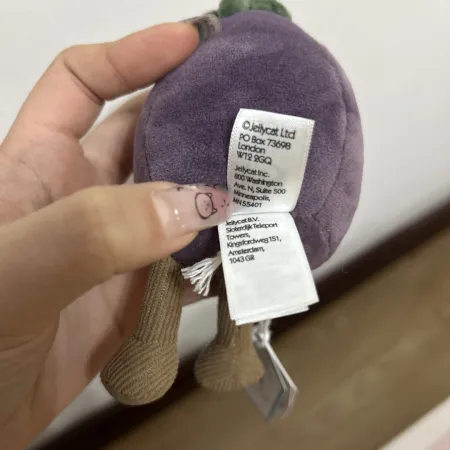 ©Jellycat Ltd
PO Box 73698
London
W12 2GQ
Jellycat Inc.
800 Washington
Ave. N, Suite 500
Minneapolis,
MN 55401
Jellycat B.V.
Sloterdijk Teleport
Towers,
Kingsfordweg 151,
Amsterdam,
1043 GR